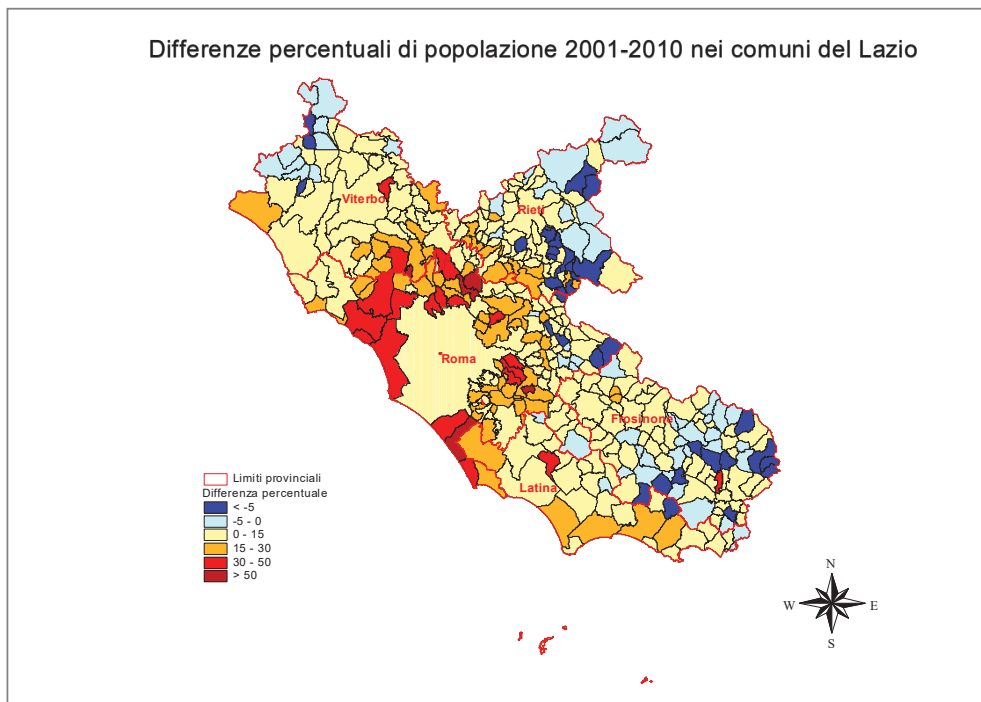 Differenze percentuali di popolazione 2001-2010 nei comuni del Lazio
Viterbo
Rieti
Roma
Frosinone
Latina
Limiti provinciali
Differenza percentuale
< -5
-5 - 0
0 - 15
15 - 30
30 - 50
> 50
N
W E
S